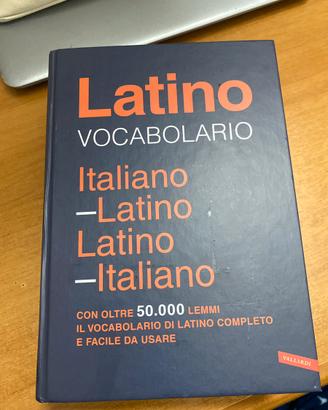 Latino
VOCABOLARIO
Italiano
–Latino
Latino
–Italiano
CON OLTRE 50.000 LEMMI
IL VOCABOLARIO DI LATINO COMPLETO
E FACILE DA USARE
VALLARDI